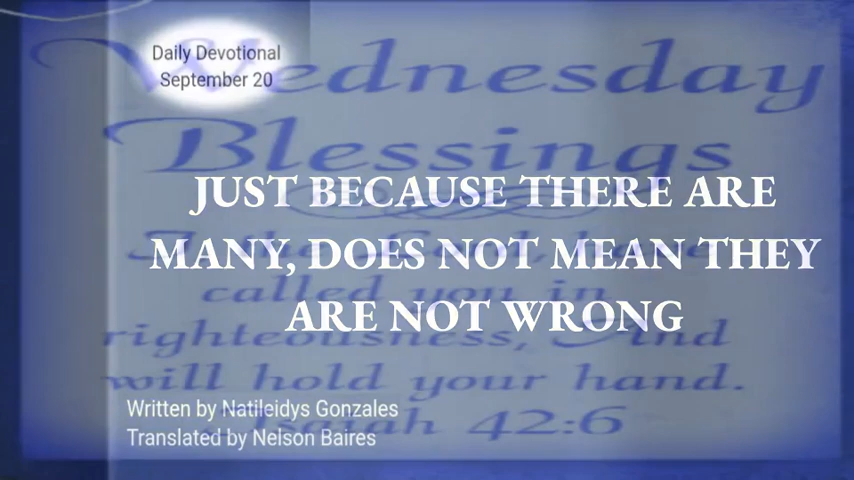 Daily Devotional
September 20
JUST BECAUSE THERE ARE
MANY, DOES NOT MEAN THEY
ARE NOT WRONG
Written by Natileidys Gonzales
Translated by Nelson Baires
Wednesday
Blessings
called you in
righteousness, And
will hold your hand.
Isaiah 42:6